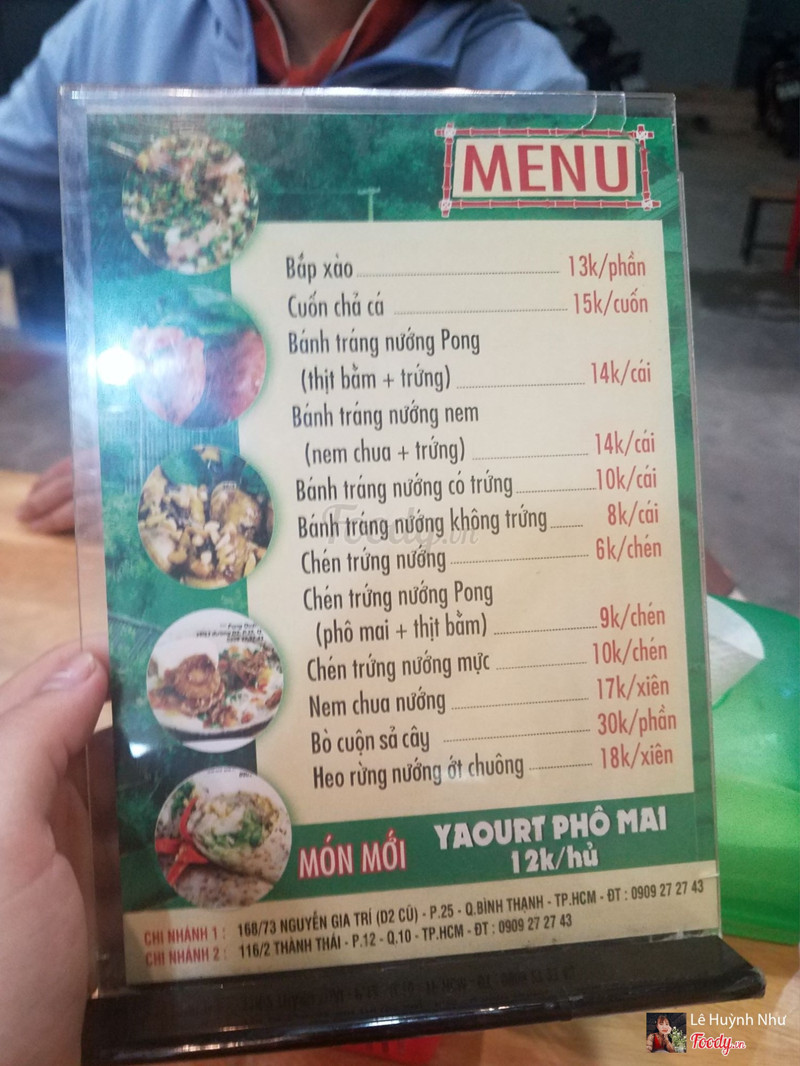 MENU
Bắp xào 13k/phần
Cuốn chả cá 15k/cuốn
Bánh tráng nướng Pong
(thịt bằm + trứng) 14k/cái
Bánh tráng nướng nem
(nem chua + trứng) 14k/cái
Bánh tráng nướng có trứng 10k/cái
Bánh tráng nướng không trứng 8k/cái
Chén trứng nướng 6k/chén
Chén trứng nướng Pong
(phô mai + thịt bằm) 9k/chén
Chén trứng nướng mực 10k/chén
Nem chua nướng 17k/xiên
Bò cuộn sả cây 30k/phần
Heo rừng nướng ớt chuông 18k/xiên
MÓN MỚI YAOURT PHÔ MAI
12k/hủ
CHI NHÁNH 1 : 168/73 NGUYỄN GIA TRÍ (D2 CŨ) - P.25 - Q.BÌNH THẠNH - TP.HCM - ĐT : 0909 27 27 43
CHI NHÁNH 2 : 116/2 THÀNH THÁI - P.12 - Q.10 - TP.HCM - ĐT : 0909 27 27 43
Foody.vn
Lê Huỳnh Như
Foody.vn